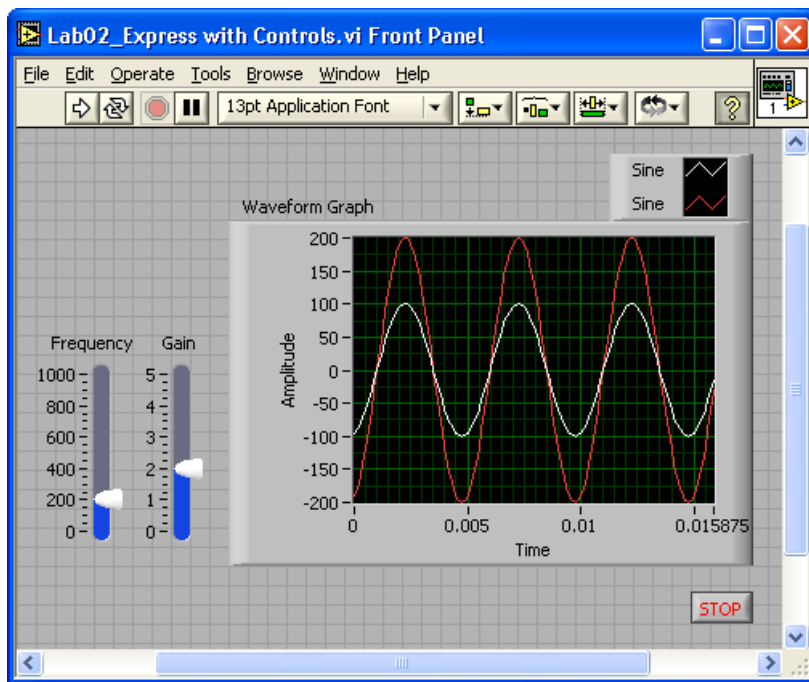 Lab02_Express with Controls.vi Front Panel
File Edit Operate Tools Browse Window Help
13pt Application Font
?
1
Sine
Sine
Waveform Graph
200
150
100
50
0
-50
-100
-150
-200
Amplitude
0 0.005 0.01 0.015875
Time
Frequency
1000
800
600
400
200
0
Gain
5
4
3
2
1
0
STOP